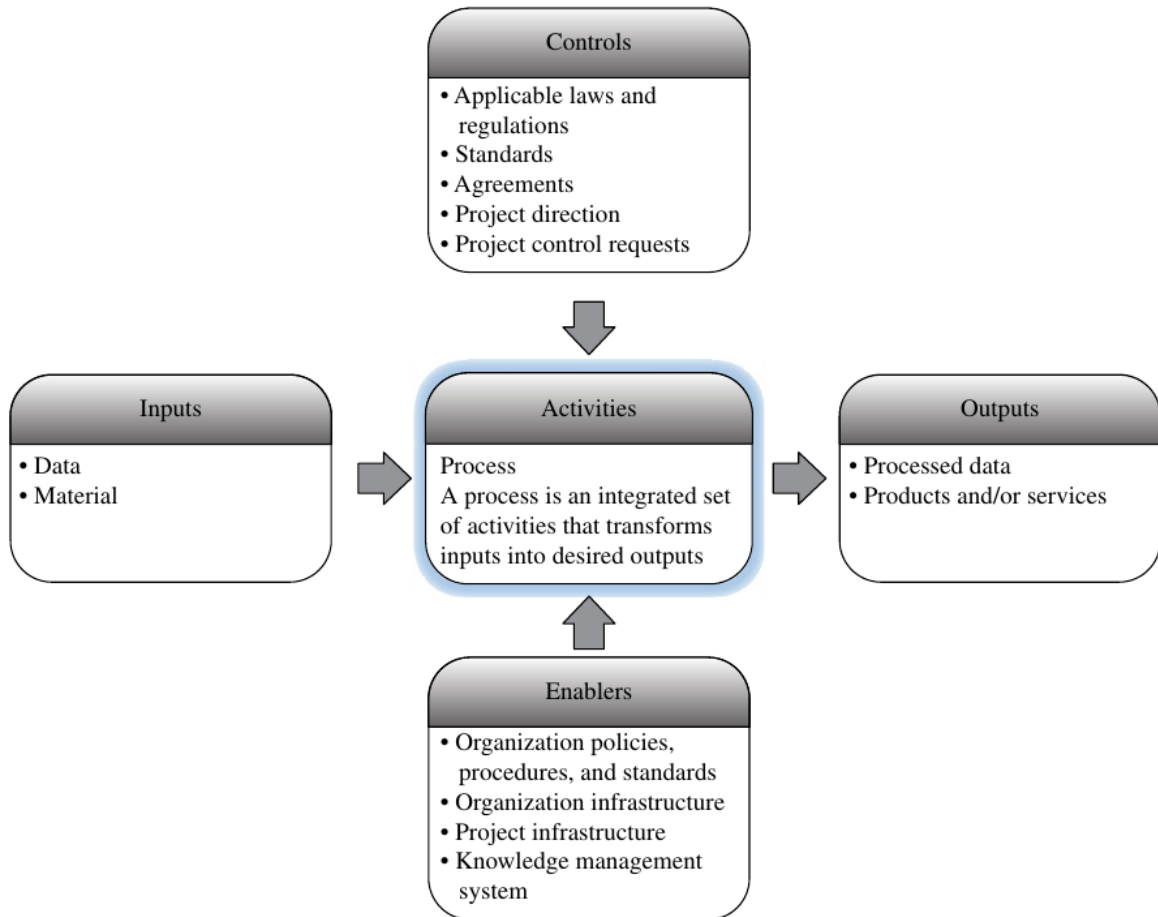 Controls
• Applicable laws and
regulations
• Standards
• Agreements
• Project direction
• Project control requests
Inputs
• Data
• Material
Activities
Process
A process is an integrated set
of activities that transforms
inputs into desired outputs
Outputs
• Processed data
• Products and/or services
Enablers
• Organization policies,
procedures, and standards
• Organization infrastructure
• Project infrastructure
• Knowledge management
system